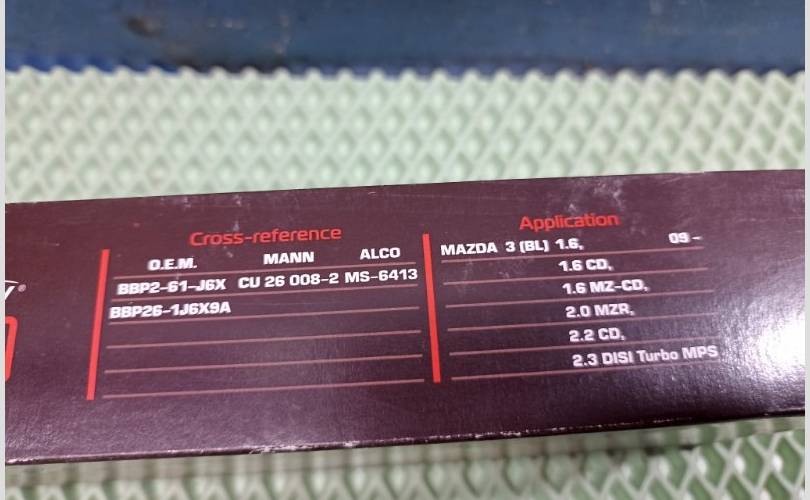 Cross-reference
O.E.M. MANN ALCO
BBP2-61-J6X CU 26 008-2 MS-6413
BBP26-1J6X9A
Application
MAZDA 3 (BL) 1.6, 09 -
1.6 CD,
1.6 MZ-CD,
2.0 MZR,
2.2 CD,
2.3 DISI Turbo MPS